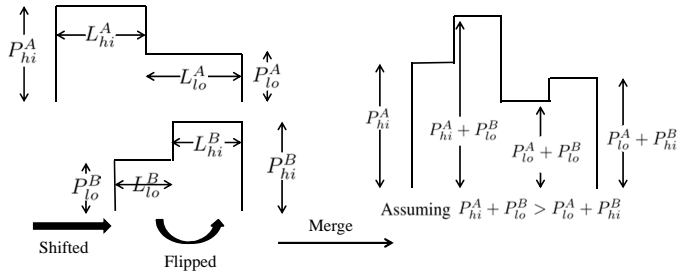 P_{hi}^{A}
L_{hi}^{A}
L_{lo}^{A}
P_{lo}^{A}
P_{lo}^{B}
L_{lo}^{B}
L_{hi}^{B}
P_{hi}^{B}
Shifted
Flipped
Merge
P_{hi}^{A}
P_{hi}^{A} + P_{lo}^{B}
P_{lo}^{A} + P_{lo}^{B}
P_{lo}^{A} + P_{hi}^{B}
Assuming P_{hi}^{A} + P_{lo}^{B} > P_{lo}^{A} + P_{hi}^{B}